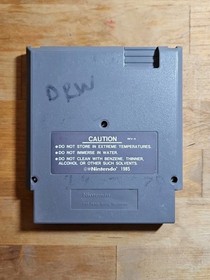 DRW
CAUTION
●DO NOT STORE IN EXTREME TEMPERATURES.
●DO NOT IMMERSE IN WATER.
●DO NOT CLEAN WITH BENZENE, THINNER,
ALCOHOL OR OTHER SUCH SOLVENTS.
©Nintendo 1985